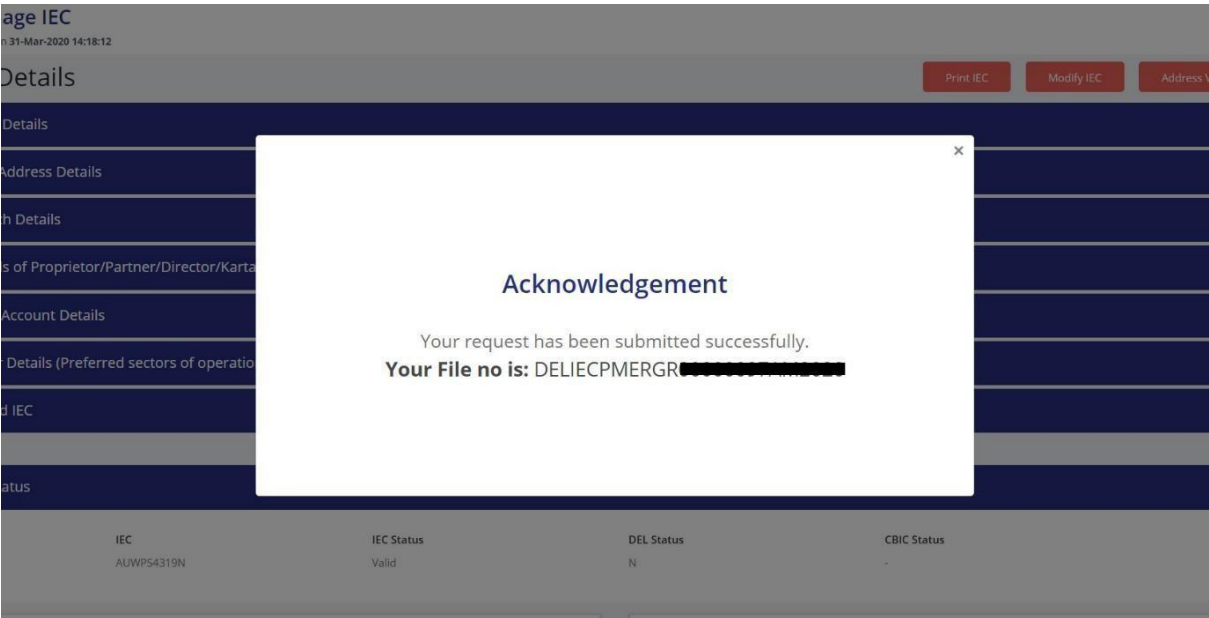 age IEC
n 31-Mar-2020 14:18:12
Details
Print IEC
Modify IEC
Address V
Details
Address Details
h Details
s of Proprietor/Partner/Director/Karta
Account Details
Details (Preferred sectors of operatio
d IEC
×
Acknowledgement
Your request has been submitted successfully.
Your File no is: DELIECPMERGR
atus
IEC
IEC Status
DEL Status
CBIC Status
AUWPS4319N
Valid
N
-